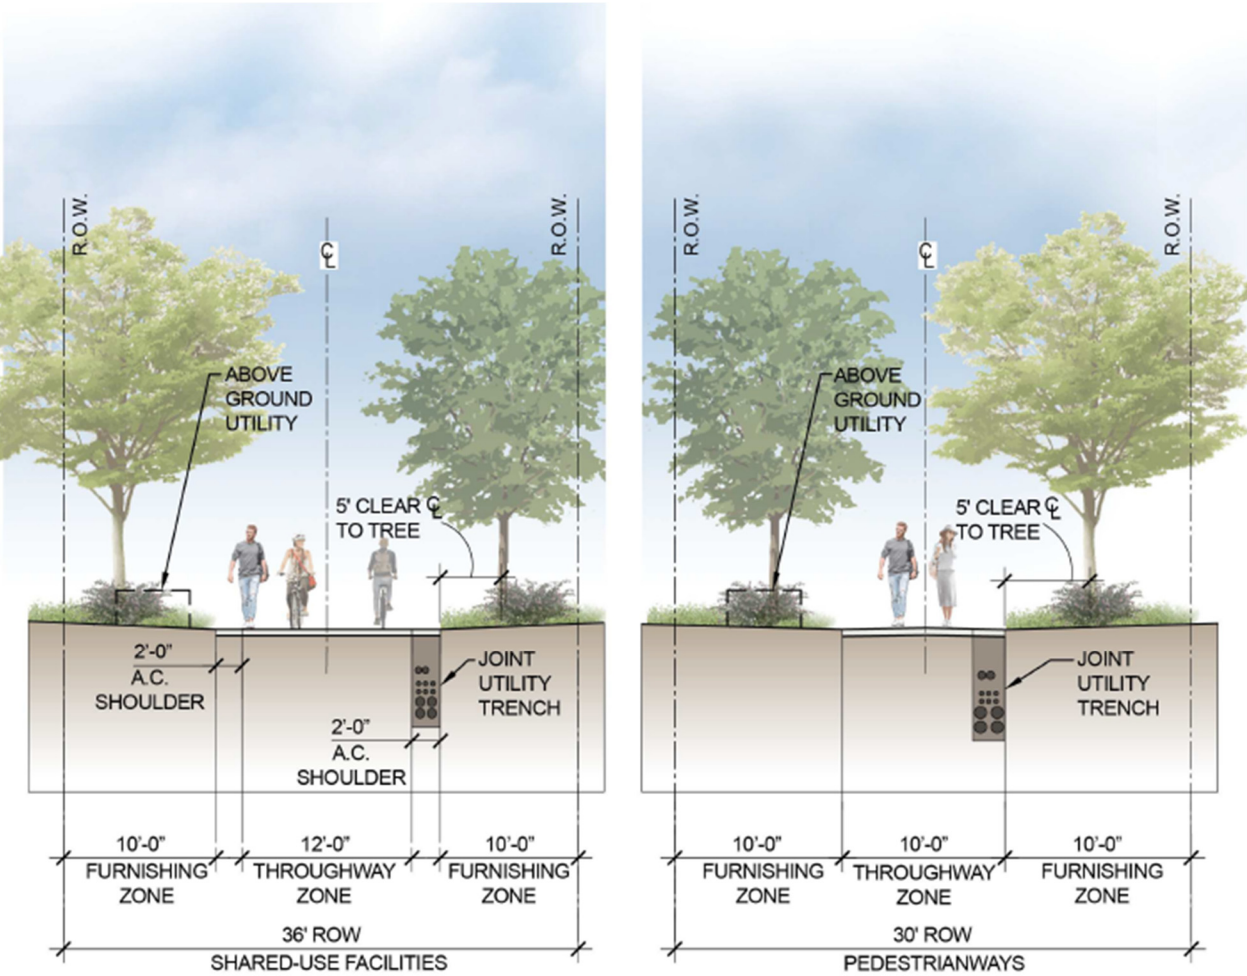 R.O.W.
℄
R.O.W.
ABOVE
GROUND
UTILITY
5' CLEAR ℄
TO TREE
2'-0"
A.C.
SHOULDER
JOINT
UTILITY
TRENCH
2'-0"
A.C.
SHOULDER
10'-0"
12'-0"
10'-0"
FURNISHING
ZONE
THROUGHWAY
ZONE
FURNISHING
ZONE
36' ROW
SHARED-USE FACILITIES
R.O.W.
℄
R.O.W.
ABOVE
GROUND
UTILITY
5' CLEAR ℄
TO TREE
JOINT
UTILITY
TRENCH
10'-0"
10'-0"
10'-0"
FURNISHING
ZONE
THROUGHWAY
ZONE
FURNISHING
ZONE
30' ROW
PEDESTRIANWAYS